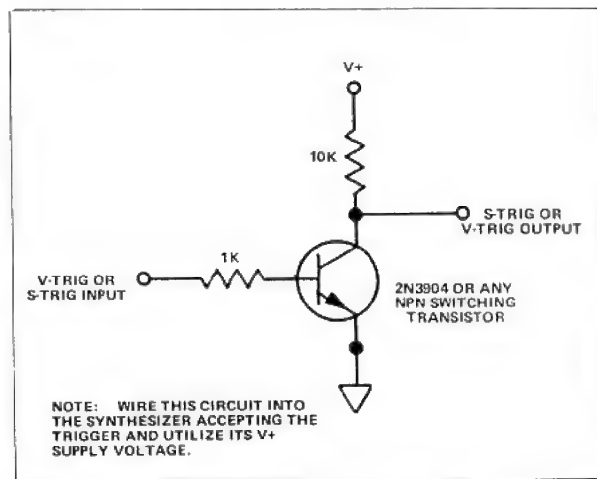 V+
10K
S-TRIG OR
V-TRIG OUTPUT
1K
V-TRIG OR
S-TRIG INPUT
2N3904 OR ANY
NPN SWITCHING
TRANSISTOR
NOTE: WIRE THIS CIRCUIT INTO
THE SYNTHESIZER ACCEPTING THE
TRIGGER AND UTILIZE ITS V+
SUPPLY VOLTAGE.